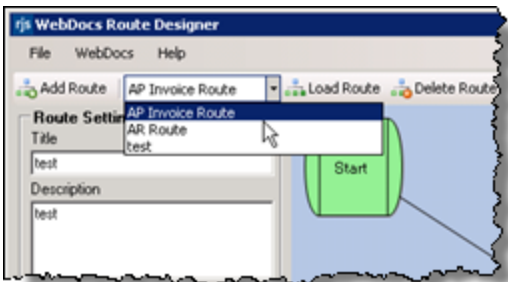 rjs WebDocs Route Designer
File WebDocs Help
Add Route AP Invoice Route Load Route Delete Route
AP Invoice Route
AR Route
test
Route Settin
Title
test
Description
test
Start